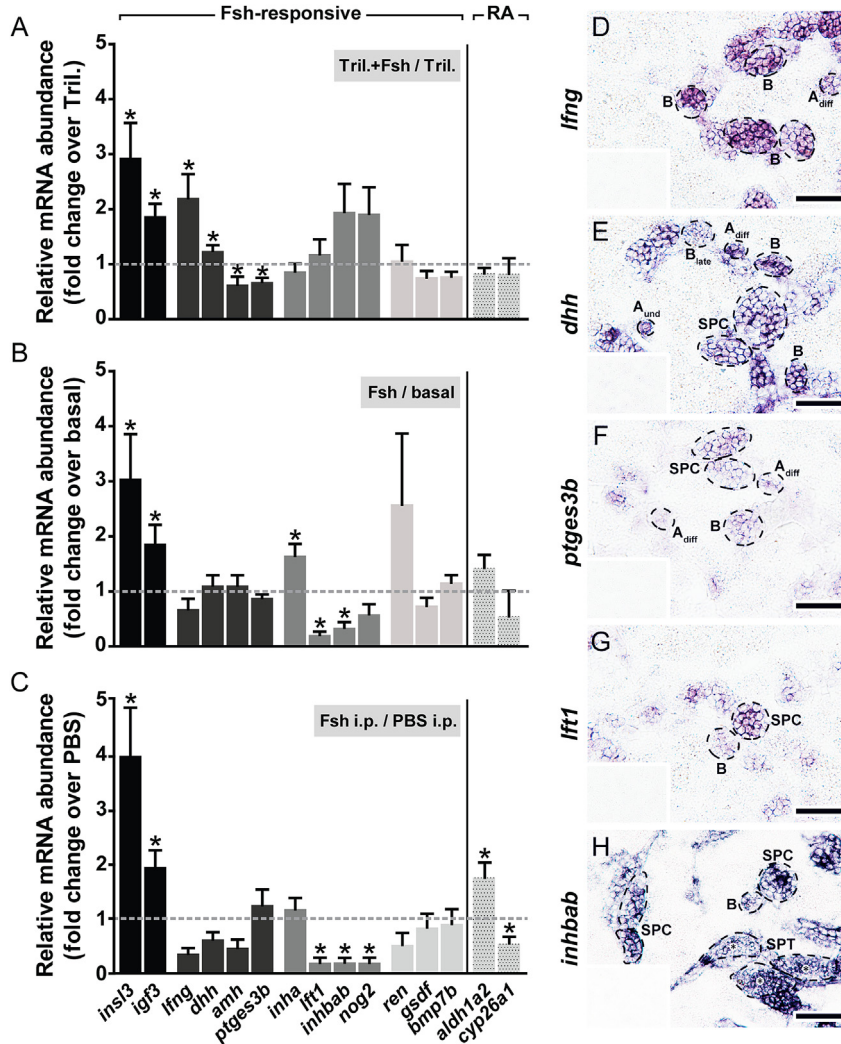 Fsh-responsive
RA
A
Relative mRNA abundance
(fold change over Tril.)
5
4
3
2
1
0
Tril.+Fsh / Tril.
*
*
*
*
*
*
B
Relative mRNA abundance
(fold change over basal)
5
4
3
2
1
0
Fsh / basal
*
*
*
*
*
C
Relative mRNA abundance
(fold change over PBS)
5
4
3
2
1
0
Fsh i.p. / PBS i.p.
*
*
*
*
*
*
*
insl3
igf3
lfng
dhh
amh
ptges3b
inha
lft1
inhbab
nog2
ren
gsdf
bmp7b
aldh1a2
cyp26a1
D
lfng
B
B
Adiff
B
E
dhh
Adiff
B
Blate
Aund
SPC
B
F
ptges3b
SPC
Adiff
B
Adiff
G
lft1
SPC
B
H
inhbab
SPC
B
SPC
SPT